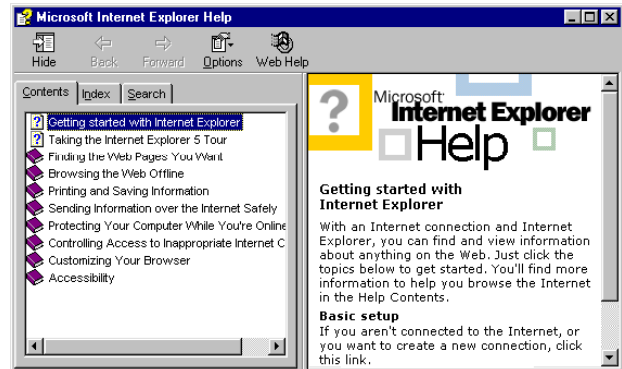 Microsoft Internet Explorer Help
Hide Back Forward Options Web Help
Contents Index Search
Getting started with Internet Explorer
Taking the Internet Explorer 5 Tour
Finding the Web Pages You Want
Browsing the Web Offline
Printing and Saving Information
Sending Information over the Internet Safely
Protecting Your Computer While You're Online
Controlling Access to Inappropriate Internet C
Customizing Your Browser
Accessibility
Microsoft
Internet Explorer
Help
Getting started with
Internet Explorer
With an Internet connection and Internet
Explorer, you can find and view information
about anything on the Web. Just click the
topics below to get started. You'll find more
information to help you browse the Internet
in the Help Contents.
Basic setup
If you aren't connected to the Internet, or
you want to create a new connection, click
this link.